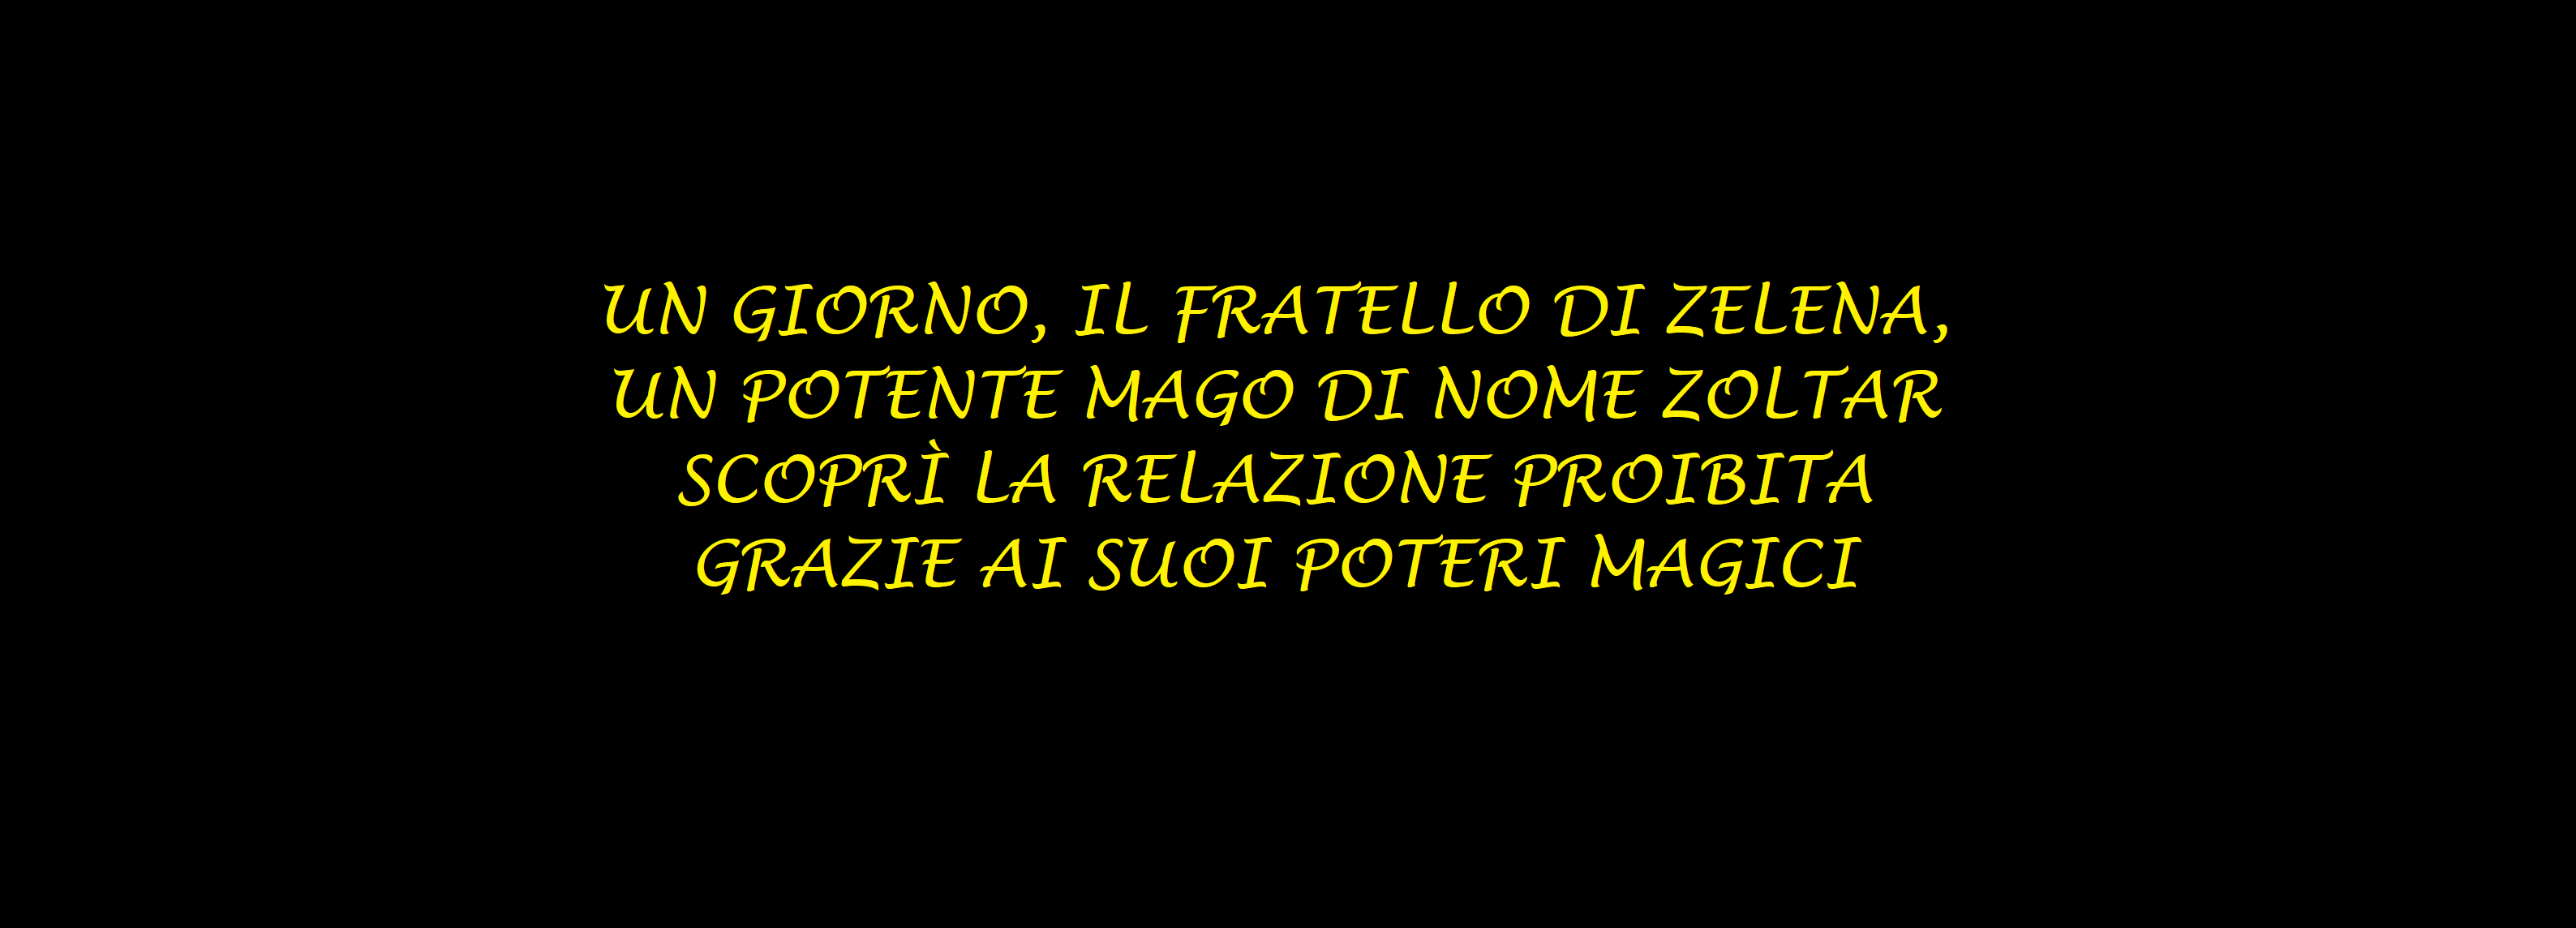 UN GIORNO, IL FRATELLO DI ZELENA,
UN POTENTE MAGO DI NOME ZOLTAR
SCOPRÌ LA RELAZIONE PROIBITA
GRAZIE AI SUOI POTERI MAGICI